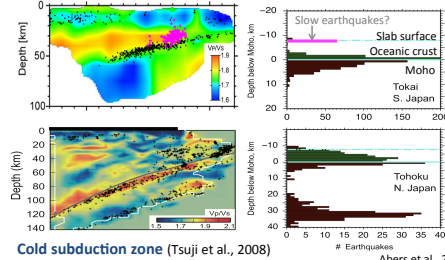 0
50
100
Depth [km]
Vp/Vs
1.9
1.8
1.7
1.6
Depth below Moho, km
-20
-10
0
10
20
Slow earthquakes?
Slab surface
Oceanic crust
Moho
Tokai
S. Japan
0
50
100
150
200
Depth (km)
0
20
40
60
80
100
120
140
Vp/Vs
1.5
1.7
1.9
2.1
Depth below Moho, km
-10
0
10
20
30
40
Tohoku
N. Japan
0 5 10 15 20 25 30 35 40
# Earthquakes
Cold subduction zone (Tsuji et al., 2008)